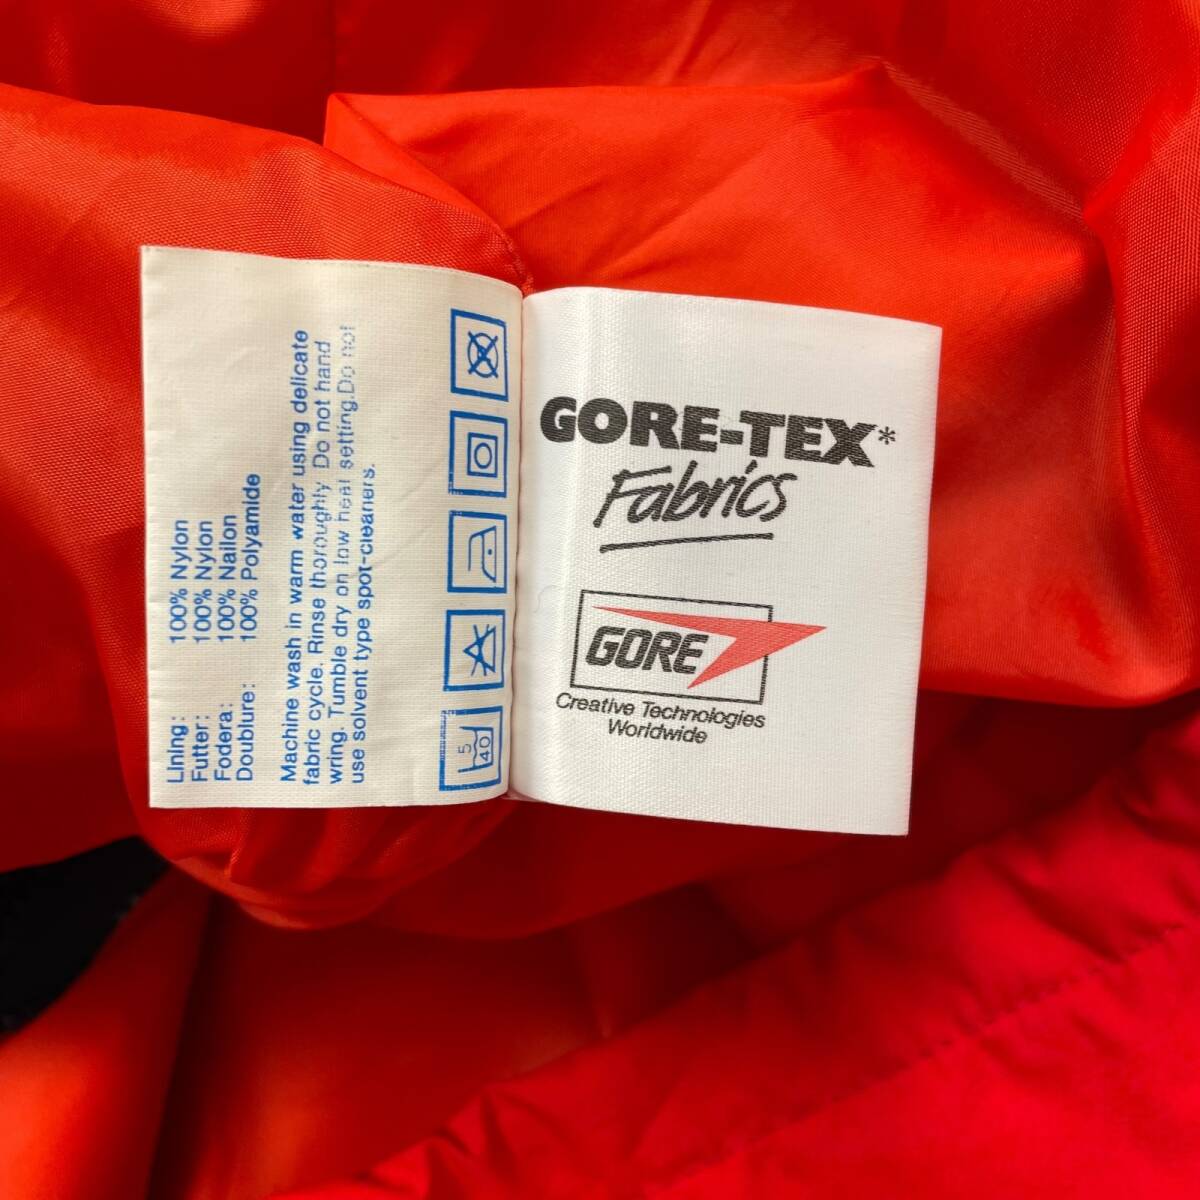 Lining: 100% Nylon
Futter: 100% Nylon
Fodera: 100% Nailon
Doublure: 100% Polyamide
Machine wash in warm water using delicate
fabric cycle. Rinse thoroughly Do not hand
wring. Tumble dry on low heat setting.Do not
use solvent type spot-cleaners.
5
40
GORE-TEX*
Fabrics
GORE
Creative Technologies
Worldwide